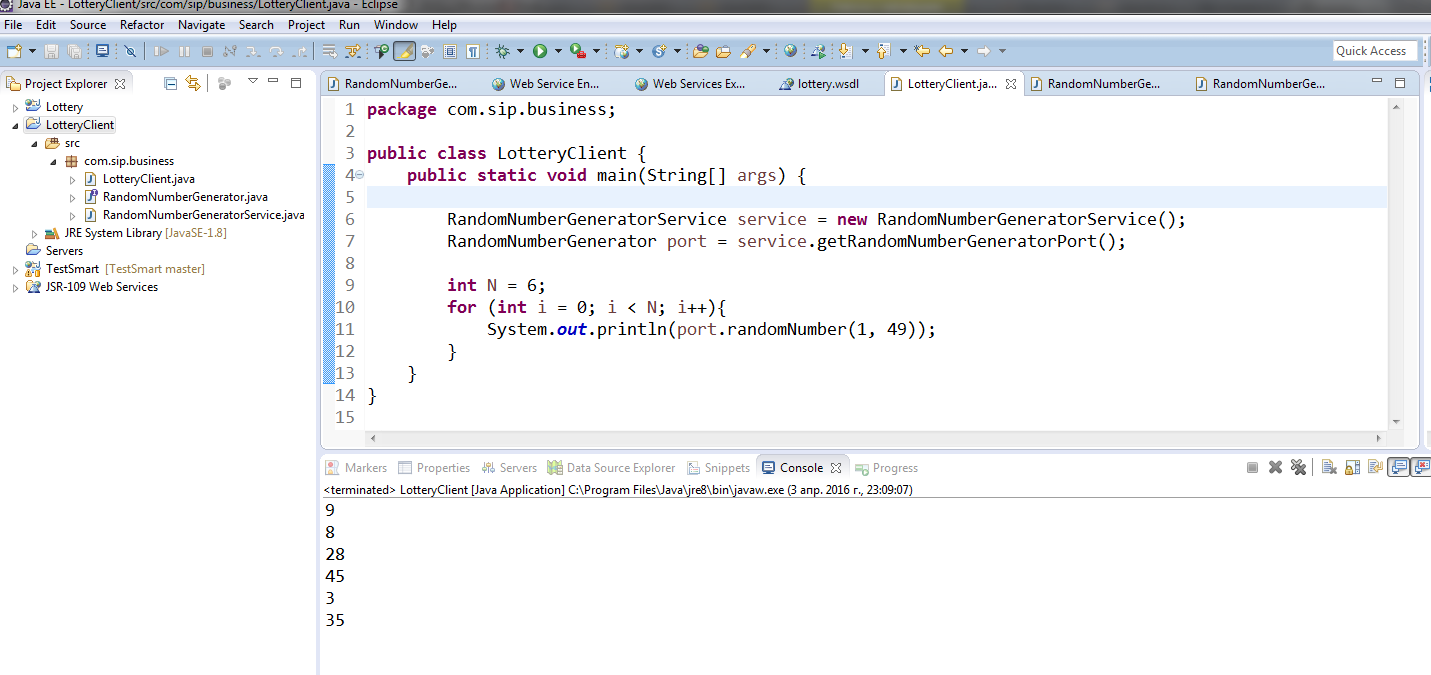 Java EE - LotteryClient/src/com/sip/business/LotteryClient.java - Eclipse
File Edit Source Refactor Navigate Search Project Run Window Help
Quick Access
Project Explorer
Lottery
LotteryClient
src
com.sip.business
LotteryClient.java
RandomNumberGenerator.java
RandomNumberGeneratorService.java
JRE System Library [JavaSE-1.8]
Servers
TestSmart [TestSmart master]
JSR-109 Web Services
RandomNumberGe... Web Service En... Web Services Ex... lottery.wsdl LotteryClient.ja... RandomNumberGe... RandomNumberGe...
1 package com.sip.business;
2
3 public class LotteryClient {
4 public static void main(String[] args) {
5
6 RandomNumberGeneratorService service = new RandomNumberGeneratorService();
7 RandomNumberGenerator port = service.getRandomNumberGeneratorPort();
8
9 int N = 6;
10 for (int i = 0; i < N; i++){
11 System.out.println(port.randomNumber(1, 49));
12 }
13 }
14 }
15
Markers Properties Servers Data Source Explorer Snippets Console Progress
<terminated> LotteryClient [Java Application] C:\Program Files\Java\jre8\bin\javaw.exe (3 апр. 2016 г., 23:09:07)
9
8
28
45
3
35